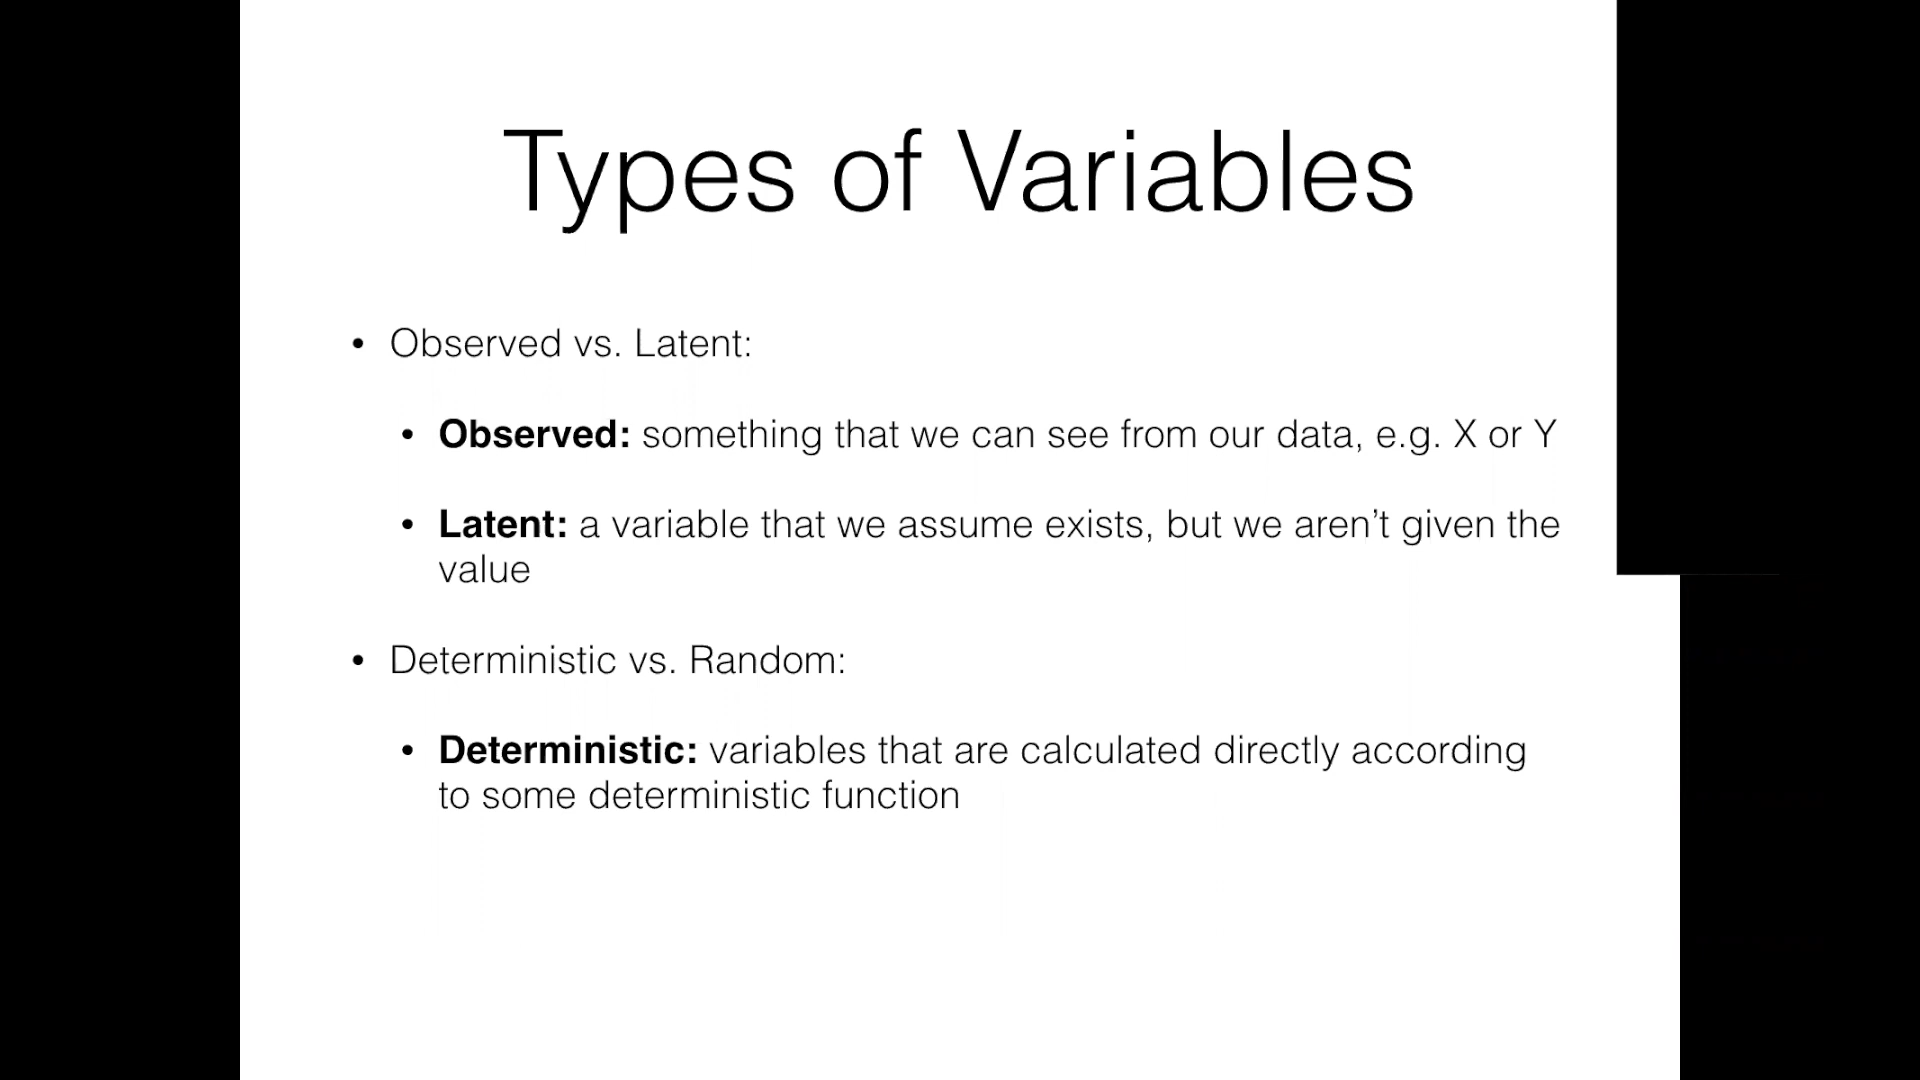 Types of Variables
• Observed vs. Latent:
• Observed: something that we can see from our data, e.g. X or Y
• Latent: a variable that we assume exists, but we aren’t given the
value
• Deterministic vs. Random:
• Deterministic: variables that are calculated directly according
to some deterministic function